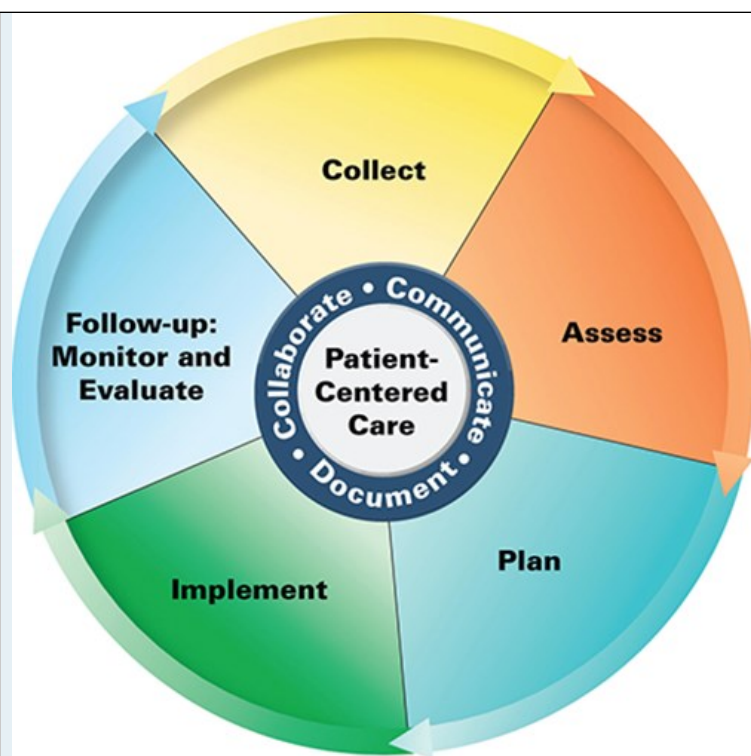 Collect
Assess
Plan
Implement
Follow-up:
Monitor and
Evaluate
Collaborate • Communicate • Document •
Patient-
Centered
Care